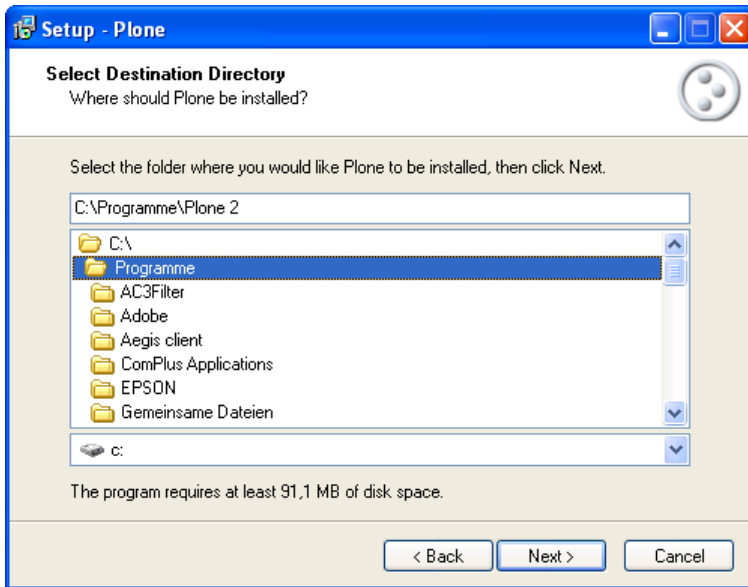 Setup - Plone
Select Destination Directory
Where should Plone be installed?
Select the folder where you would like Plone to be installed, then click Next.
C:\Programme\Plone 2
C:\
Programme
AC3Filter
Adobe
Aegis client
ComPlus Applications
EPSON
Gemeinsame Dateien
c:
The program requires at least 91,1 MB of disk space.
< Back Next > Cancel